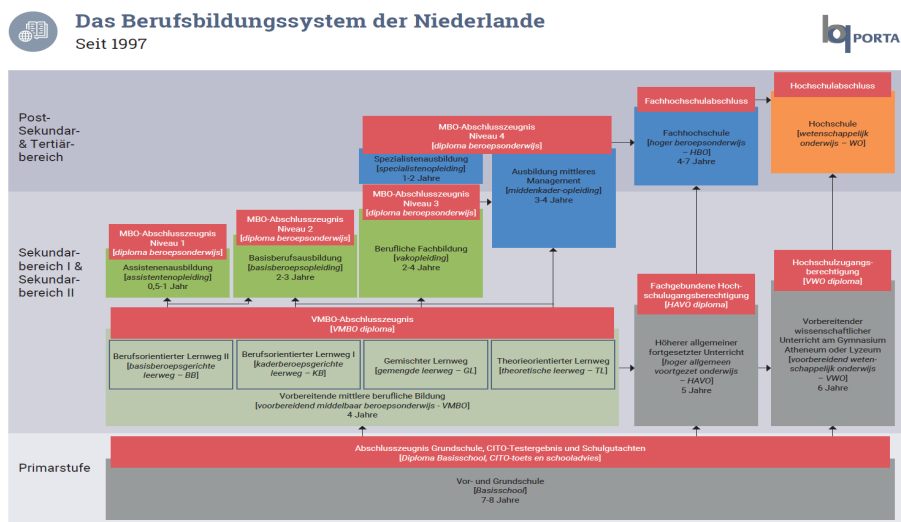 Das Berufsbildungssystem der Niederlande
Seit 1997
bq PORTA
Post-
Sekundar-
& Tertiär-
bereich
MBO-Abschlusszeugnis
Niveau 4
[diploma beroepsonderwijs]
Spezialistenausbildung
[specialistenopleiding]
1-2 Jahre
Ausbildung mittleres
Management
[middenkader-opleiding]
3-4 Jahre
Fachhochschulabschluss
Fachhochschule
[hoger beroepsonderwijs
– HBO]
4-7 Jahre
Hochschulabschluss
Hochschule
[wetenschappelijk
onderwijs – WO]
Sekundar-
bereich I &
Sekundar-
bereich II
MBO-Abschlusszeugnis
Niveau 1
[diploma beroepsonderwijs]
Assistenenausbildung
[assistentenopleiding]
0,5-1 Jahr
MBO-Abschlusszeugnis
Niveau 2
[diploma beroepsonderwijs]
Basisberufsausbildung
[basisberoepsopleiding]
2-3 Jahre
MBO-Abschlusszeugnis
Niveau 3
[diploma beroepsonderwijs]
Berufliche Fachbildung
[vakopleiding]
2-4 Jahre
VMBO-Abschlusszeugnis
[VMBO diploma]
Berufsorientierter Lernweg II
[basisberoepsgerichte
leerweg – BB]
Berufsorientierter Lernweg I
[kaderberoepsgerichte
leerweg – KB]
Gemischter Lernweg
[gemengde leerweg – GL]
Theorieorientierter Lernweg
[theoretische leerweg – TL]
Vorbereitende mittlere berufliche Bildung
[voorbereidend middelbaar beroepsonderwijs - VMBO]
4 Jahre
Fachgebundene Hoch-
schulugangsberechtigung
[HAVO diploma]
Höherer allgemeiner
fortgesetzter Unterricht
[hoger allgemeen
voortgezet onderwijs
– HAVO]
5 Jahre
Hochschulzugangs-
berechtigung
[VWO diploma]
Vorbereitender
wissenschaftlicher
Unterricht am Gymnasium
Atheneum oder Lyzeum
[voorbereidend weten-
schappelijk onderwijs
– VWO]
6 Jahre
Primarstufe
Abschlusszeugnis Grundschule, CITO-Testergebnis und Schulgutachten
[Diploma Basisschool, CITO-toets en schooladvies]
Vor- und Grundschule
[Basisschool]
7-8 Jahre